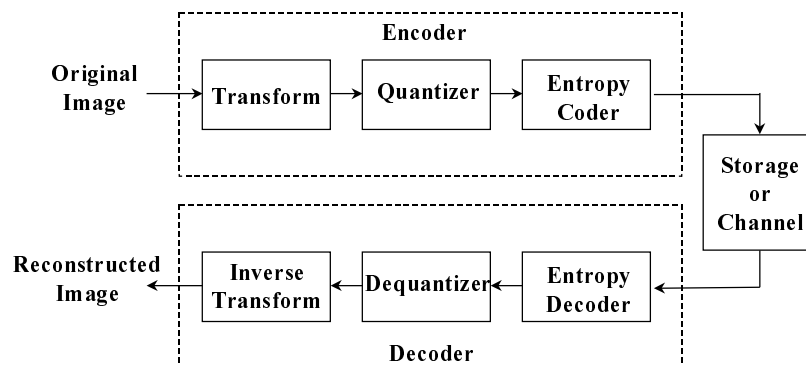 Encoder
Original
Image
Transform
Quantizer
Entropy
Coder
Storage
or
Channel
Reconstructed
Image
Inverse
Transform
Dequantizer
Entropy
Decoder
Decoder